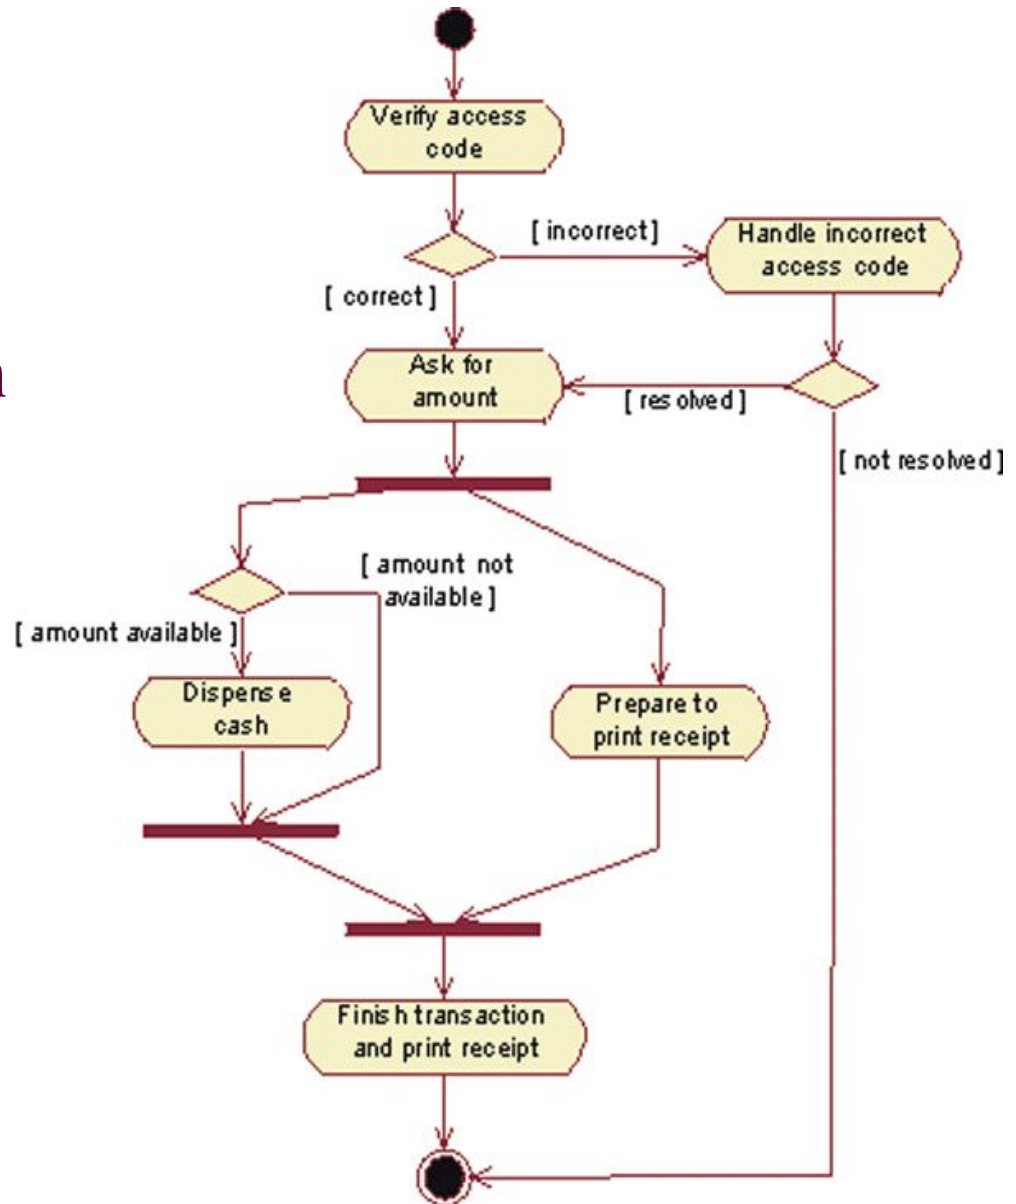 Verify access
code
[ incorrect ]
Handle incorrect
access code
[ correct ]
Ask for
amount
[ resolved ]
n
[ not resolved ]
[ amount not
available ]
[ amount available ]
Dispense
cash
Prepare to
print receipt
Finish transaction
and print receipt